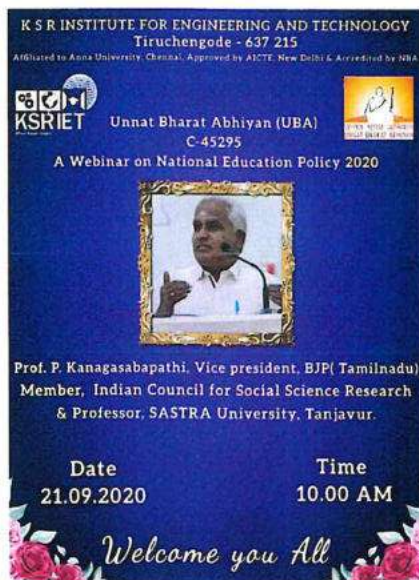 K S R INSTITUTE FOR ENGINEERING AND TECHNOLOGY
Tiruchengode - 637 215
Affiliated to Anna University, Chennai, Approved by AICTE, New Delhi & Accredited by NBA
KSRIET
Unnat Bharat Abhiyan (UBA)
C-45295
A Webinar on National Education Policy 2020
Prof. P. Kanagasabapathi, Vice president, BJP( Tamilnadu)
Member, Indian Council for Social Science Research
& Professor, SASTRA University, Tanjavur.
Date
Time
21.09.2020
10.00 AM
Welcome you All